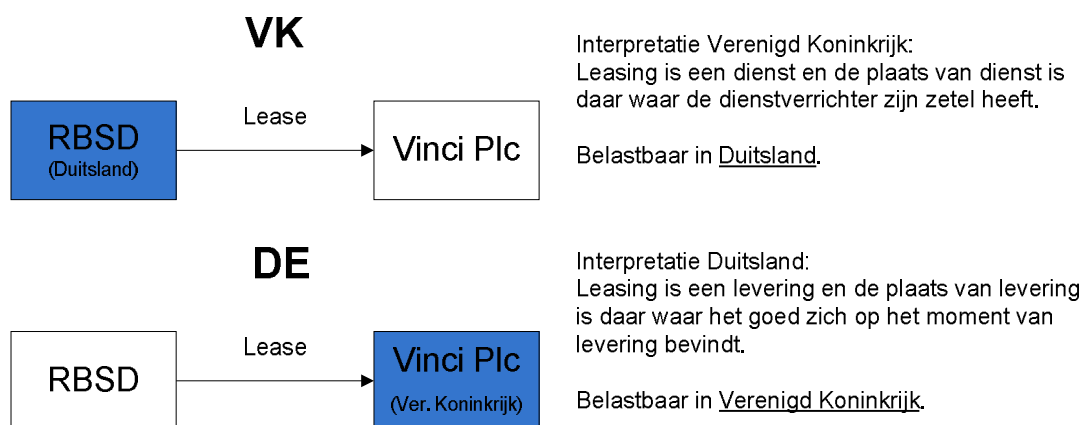 VK
RBSD
(Duitsland)
Lease
Vinci Plc
Interpretatie Verenigd Koninkrijk:
Leasing is een dienst en de plaats van dienst is
daar waar de dienstverrichter zijn zetel heeft.
Belastbaar in Duitsland.
DE
RBSD
Lease
Vinci Plc
(Ver. Koninkrijk)
Interpretatie Duitsland:
Leasing is een levering en de plaats van levering
is daar waar het goed zich op het moment van
levering bevindt.
Belastbaar in Verenigd Koninkrijk.